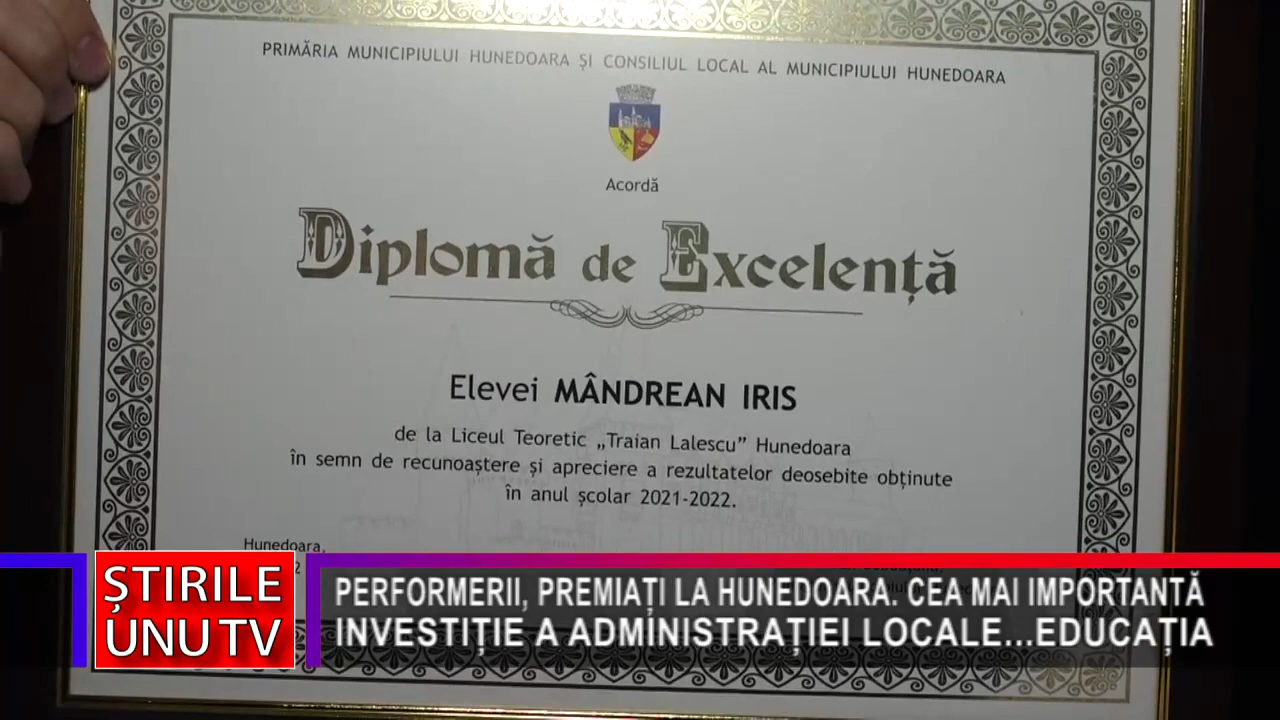 PRIMĂRIA MUNICIPIULUI HUNEDOARA ȘI CONSILIUL LOCAL AL MUNICIPIULUI HUNEDOARA
Acordă
Diplomă de Excelență
Elevei MÂNDREAN IRIS
de la Liceul Teoretic „Traian Lalescu” Hunedoara
în semn de recunoaștere și apreciere a rezultatelor deosebite obținute
în anul școlar 2021-2022.
Hunedoara,
ȘTIRILE
UNU TV
PERFORMERII, PREMIAȚI LA HUNEDOARA. CEA MAI IMPORTANTĂ
INVESTIȚIE A ADMINISTRAȚIEI LOCALE...EDUCAȚIA